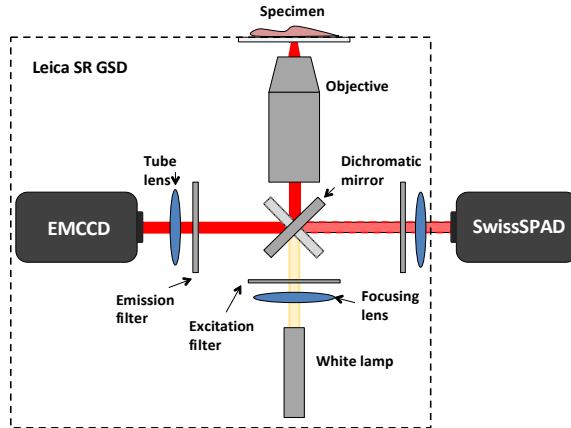 Specimen
Leica SR GSD
Objective
Tube
lens
Dichromatic
mirror
EMCCD
SwissSPAD
Emission
filter
Excitation
filter
Focusing
lens
White lamp